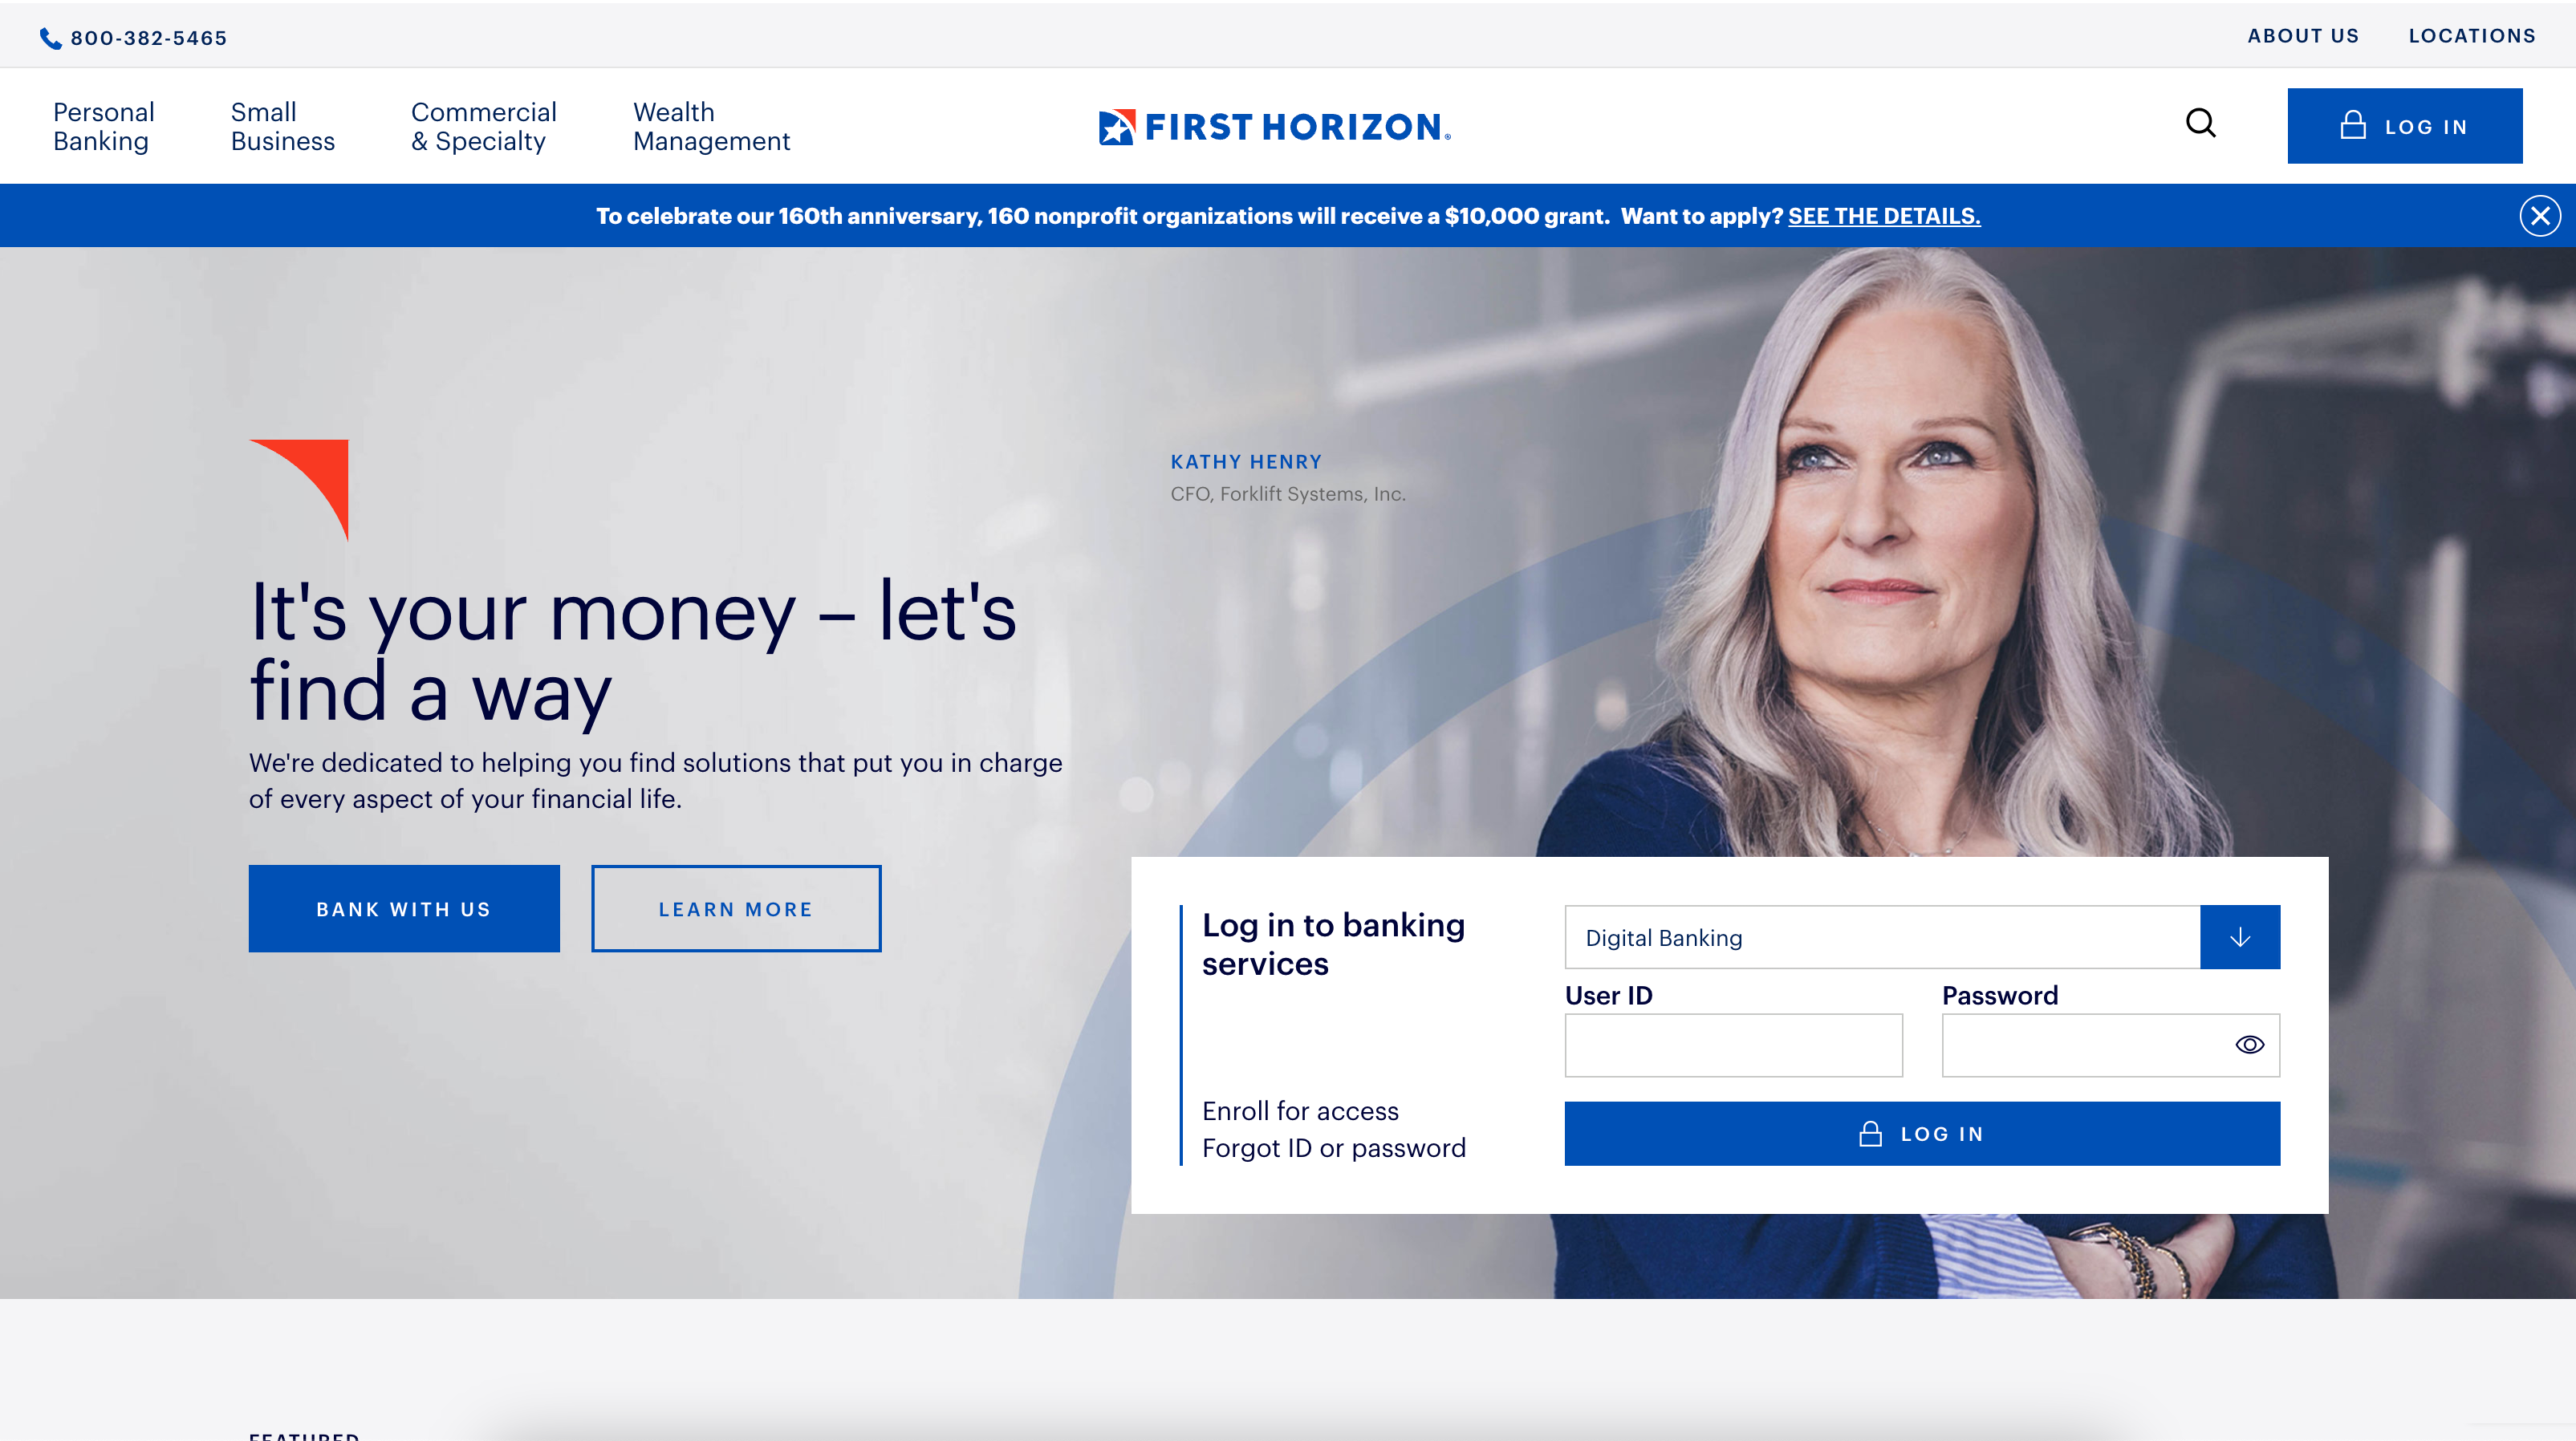 800-382-5465
ABOUT US
LOCATIONS
Personal
Banking
Small
Business
Commercial
& Specialty
Wealth
Management
FIRST HORIZON®
LOG IN
To celebrate our 160th anniversary, 160 nonprofit organizations will receive a $10,000 grant.  Want to apply? SEE THE DETAILS.
KATHY HENRY
CFO, Forklift Systems, Inc.
It's your money – let's
find a way
We're dedicated to helping you find solutions that put you in charge
of every aspect of your financial life.
BANK WITH US
LEARN MORE
Log in to banking
services
Digital Banking
User ID
Password
Enroll for access
Forgot ID or password
LOG IN
FEATURED